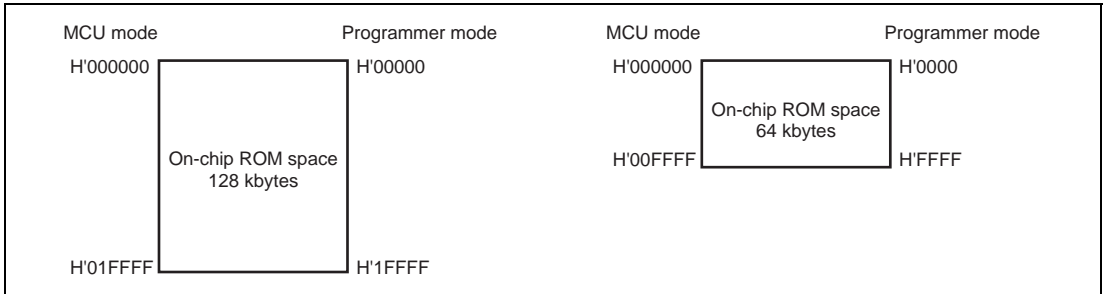 MCU mode Programmer mode
H'000000 H'00000
On-chip ROM space
128 kbytes
H'01FFFF H'1FFFF
MCU mode Programmer mode
H'000000 H'0000
On-chip ROM space
64 kbytes
H'00FFFF H'FFFF